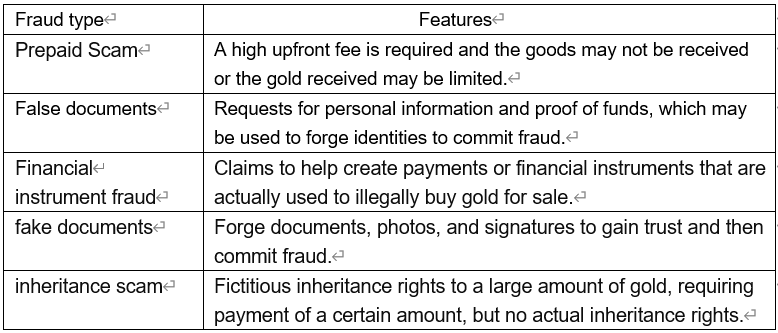 Fraud type Features
Prepaid Scam A high upfront fee is required and the goods may not be received
or the gold received may be limited.
False documents Requests for personal information and proof of funds, which may
be used to forge identities to commit fraud.
Financial Claims to help create payments or financial instruments that are
instrument fraud actually used to illegally buy gold for sale.
fake documents Forge documents, photos, and signatures to gain trust and then
commit fraud.
inheritance scam Fictitious inheritance rights to a large amount of gold, requiring
payment of a certain amount, but no actual inheritance rights.